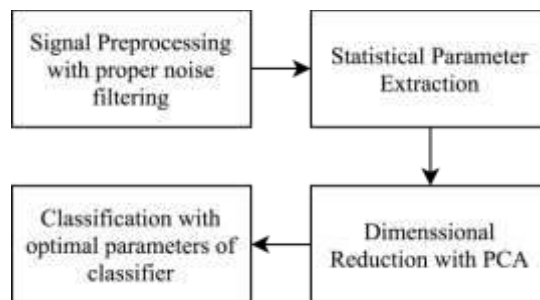 Signal Preprocessing
with proper noise
filtering
Statistical Parameter
Extraction
Dimenssional
Reduction with PCA
Classification with
optimal parameters of
classifier